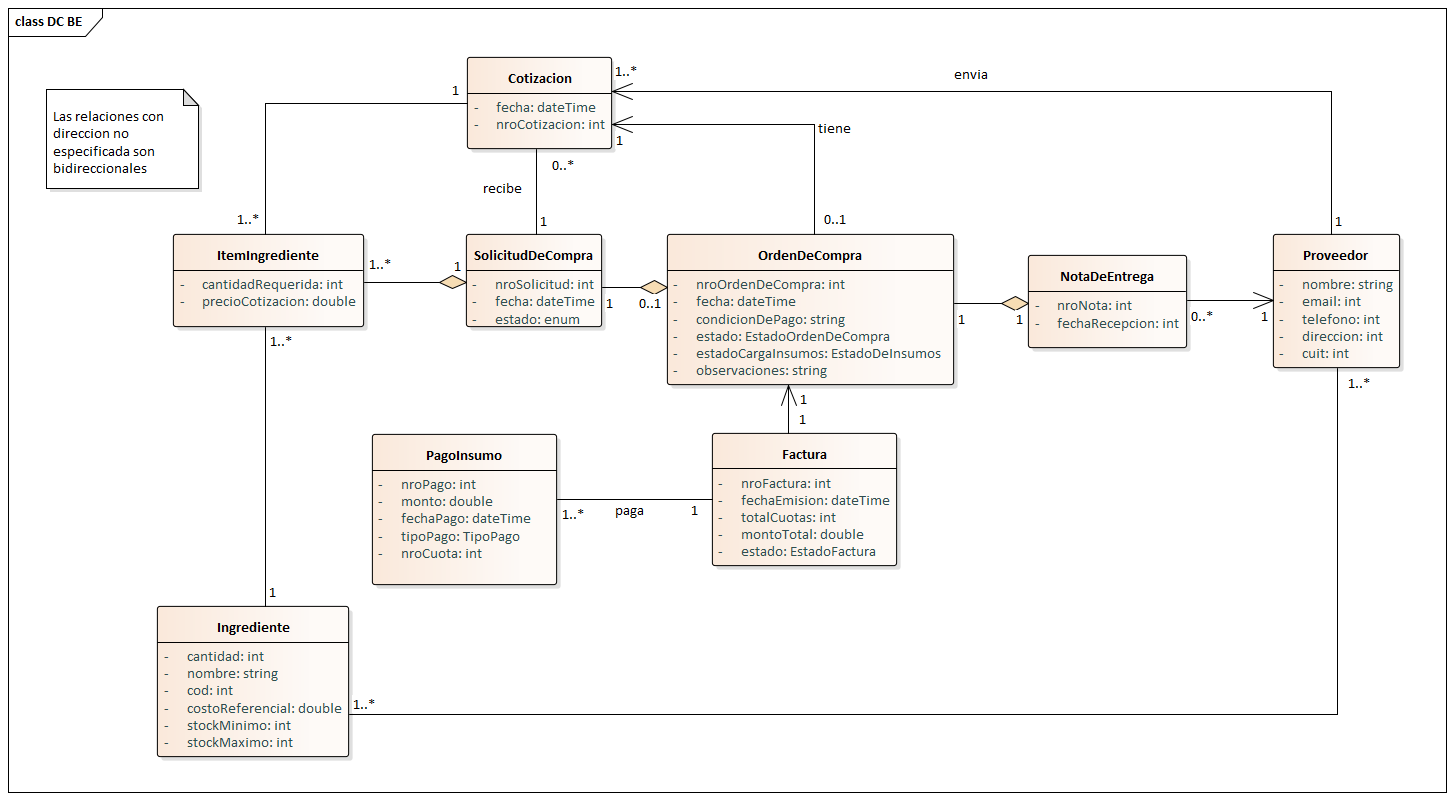 class DC BE
Las relaciones con
direccion no
especificada son
bidireccionales
Cotizacion
- fecha: dateTime
- nroCotizacion: int
1
1..*
envia
1
tiene
0..*
recibe
1..*
1
0..1
1
ItemIngrediente
- cantidadRequerida: int
- precioCotizacion: double
1..*
1
SolicitudDeCompra
- nroSolicitud: int
- fecha: dateTime
- estado: enum
1
0..1
OrdenDeCompra
- nroOrdenDeCompra: int
- fecha: dateTime
- condicionDePago: string
- estado: EstadoOrdenDeCompra
- estadoCargaInsumos: EstadoDeInsumos
- observaciones: string
1
1
NotaDeEntrega
- nroNota: int
- fechaRecepcion: int
0..*
1
Proveedor
- nombre: string
- email: int
- telefono: int
- direccion: int
- cuit: int
1..*
1..*
1
1
PagoInsumo
- nroPago: int
- monto: double
- fechaPago: dateTime
- tipoPago: TipoPago
- nroCuota: int
1..*
paga
1
Factura
- nroFactura: int
- fechaEmision: dateTime
- totalCuotas: int
- montoTotal: double
- estado: EstadoFactura
1
Ingrediente
- cantidad: int
- nombre: string
- cod: int
- costoReferencial: double
- stockMinimo: int
- stockMaximo: int
1..*